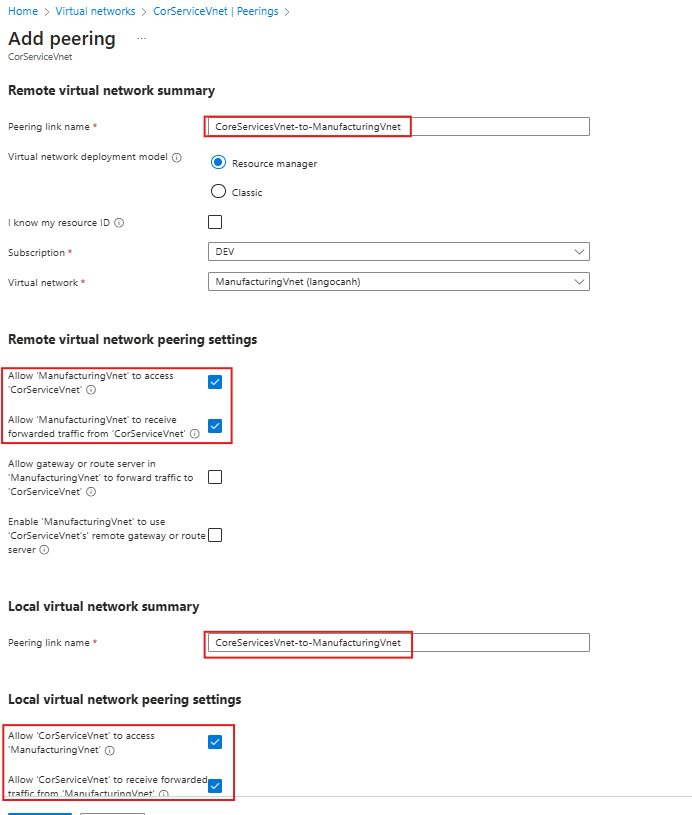 Home > Virtual networks > CorServiceVnet | Peerings >
Add peering ...
CorServiceVnet
Remote virtual network summary
Peering link name *
CoreServicesVnet-to-ManufacturingVnet
Virtual network deployment model
Resource manager
Classic
I know my resource ID
Subscription *
DEV
Virtual network *
ManufacturingVnet (langocanh)
Remote virtual network peering settings
Allow 'ManufacturingVnet' to access
'CorServiceVnet'
Allow 'ManufacturingVnet' to receive
forwarded traffic from 'CorServiceVnet'
Allow gateway or route server in
'ManufacturingVnet' to forward traffic to
'CorServiceVnet'
Enable 'ManufacturingVnet' to use
'CorServiceVnet's' remote gateway or route
server
Local virtual network summary
Peering link name *
CoreServicesVnet-to-ManufacturingVnet
Local virtual network peering settings
Allow 'CorServiceVnet' to access
'ManufacturingVnet'
Allow 'CorServiceVnet' to receive forwarded
traffic from 'ManufacturingVnet'